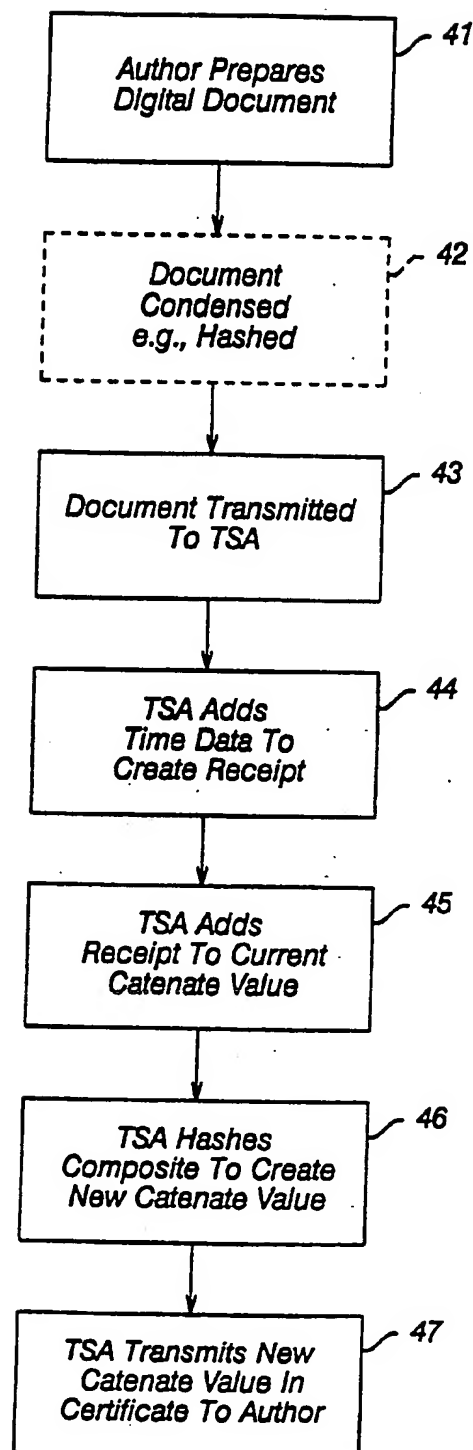 41
Author Prepares
Digital Document
42
Document
Condensed
e.g., Hashed
43
Document Transmitted
To TSA
44
TSA Adds
Time Data To
Create Receipt
45
TSA Adds
Receipt To Current
Catenate Value
46
TSA Hashes
Composite To Create
New Catenate Value
47
TSA Transmits New
Catenate Value In
Certificate To Author